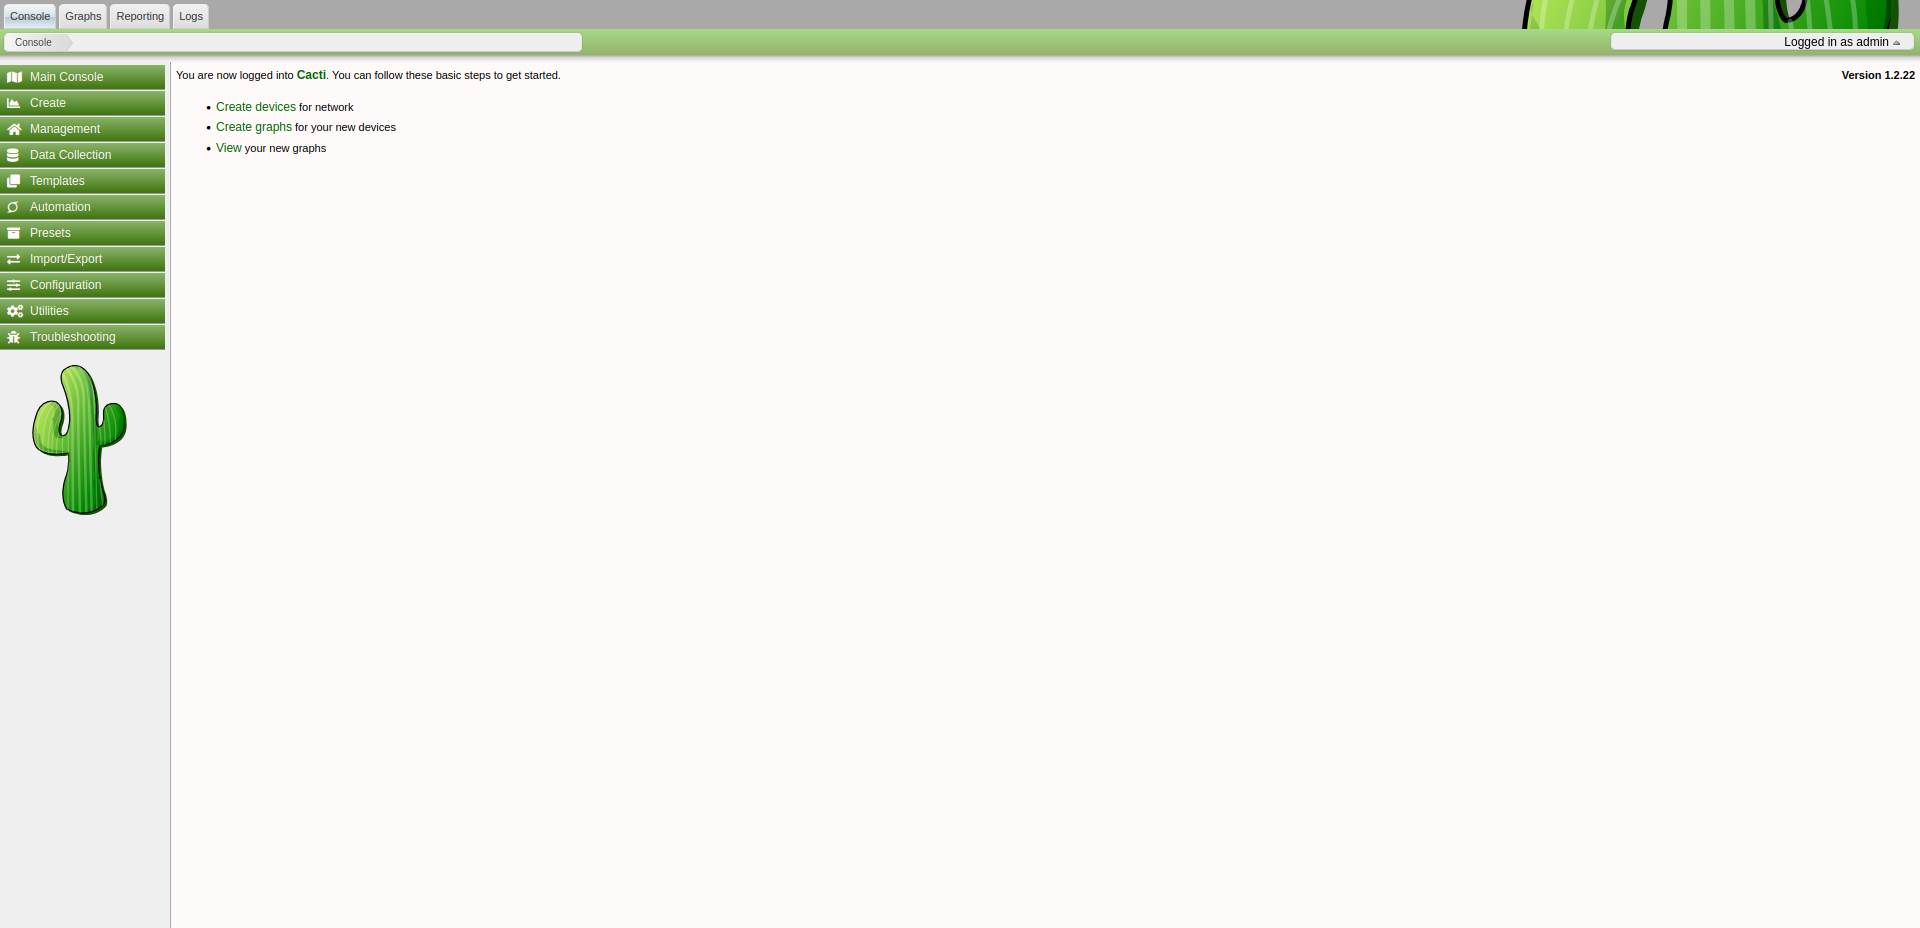 Console
Graphs
Reporting
Logs
Console
Logged in as admin
Main Console
Create
Management
Data Collection
Templates
Automation
Presets
Import/Export
Configuration
Utilities
Troubleshooting
You are now logged into Cacti. You can follow these basic steps to get started.
Version 1.2.22
Create devices for network
Create graphs for your new devices
View your new graphs